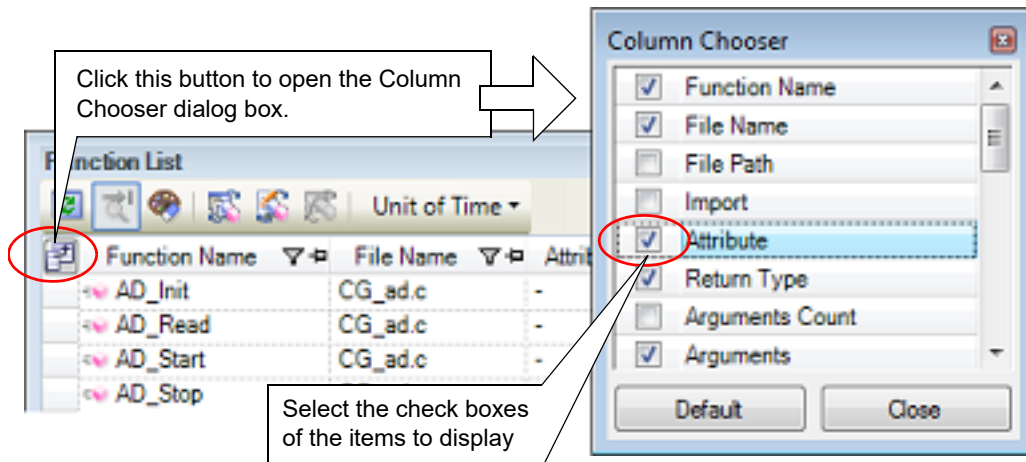 Click this button to open the Column
Chooser dialog box.
Function List
Unit of Time
Function Name File Name Attrib
AD_Init CG_ad.c -
AD_Read CG_ad.c -
AD_Start CG_ad.c -
AD_Stop
Select the check boxes
of the items to display
Column Chooser
Function Name
File Name
File Path
Import
Attribute
Return Type
Arguments Count
Arguments
Default Close